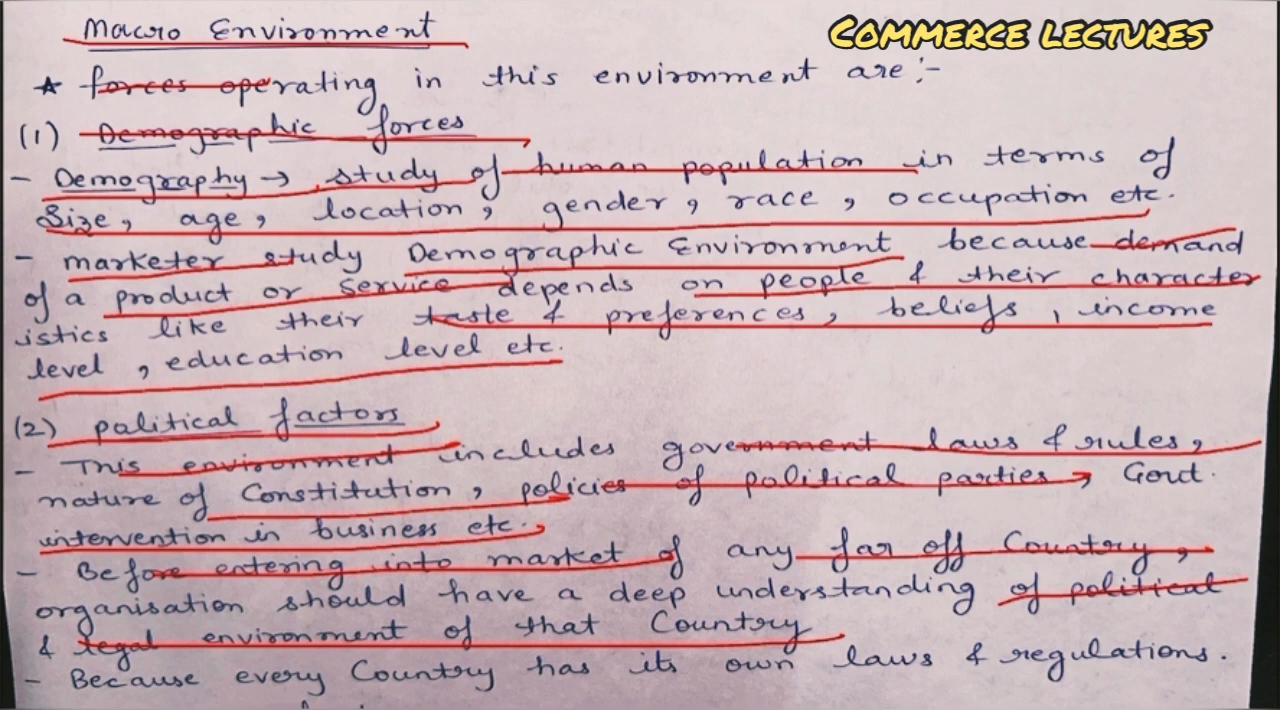 Macro Environment
COMMERCE LECTURES
★ forces operating in this environment are :-
(1) Demographic forces
- Demography → study of human population in terms of
Size, age, location, gender, race, occupation etc.
- marketer study Demographic Environment because demand
of a product or service depends on people & their character
istics like their taste & preferences, beliefs, income
level, education level etc.
(2) palitical factors
- This environment includes government laws & rules,
nature of Constitution, policies of political parties, Govt.
intervention in business etc.
- Before entering into market of any far off Country,
organisation should have a deep understanding of political
& legal environment of that Country
- Because every Country has its own laws & regulations.